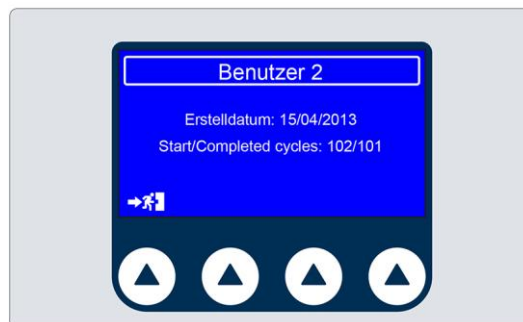 Benutzer 2
Erstelldatum: 15/04/2013
Start/Completed cycles: 102/101